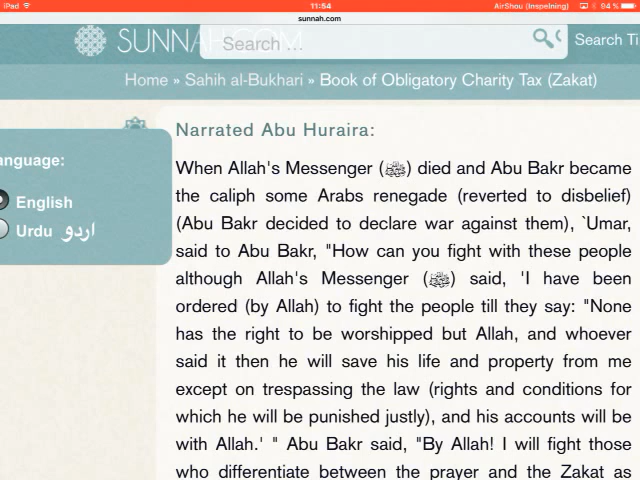 iPad 11:54 AirShou (Inspelning) 94 %
sunnah.com
SUNNAH.COM Search ... Search Ti
Home » Sahih al-Bukhari » Book of Obligatory Charity Tax (Zakat)
Narrated Abu Huraira:
anguage:
English
Urdu اردو
When Allah's Messenger (ﷺ) died and Abu Bakr became
the caliph some Arabs renegade (reverted to disbelief)
(Abu Bakr decided to declare war against them), `Umar,
said to Abu Bakr, "How can you fight with these people
although Allah's Messenger (ﷺ) said, 'I have been
ordered (by Allah) to fight the people till they say: "None
has the right to be worshipped but Allah, and whoever
said it then he will save his life and property from me
except on trespassing the law (rights and conditions for
which he will be punished justly), and his accounts will be
with Allah.' " Abu Bakr said, "By Allah! I will fight those
who differentiate between the prayer and the Zakat as